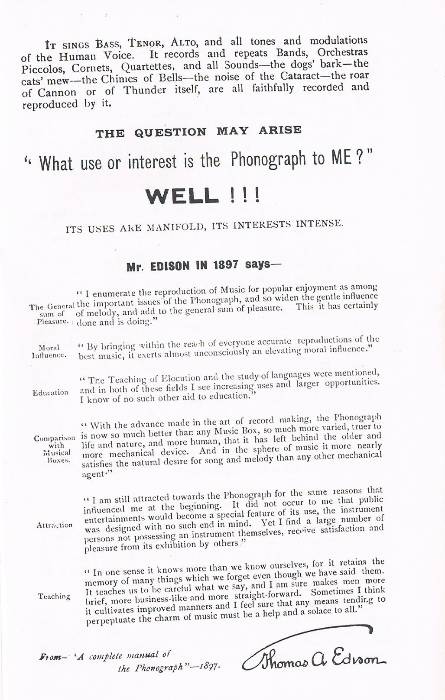 IT SINGS BASS, TENOR, ALTO, and all tones and modulations
of the Human Voice. It records and repeats Bands, Orchestras
Piccolos, Cornets, Quartettes, and all Sounds—the dogs' bark—the
cats' mew—the Chimes of Bells—the noise of the Cataract—the roar
of Cannon or of Thunder itself, are all faithfully recorded and
reproduced by it.
THE QUESTION MAY ARISE
"What use or interest is the Phonograph to ME?"
WELL !!!
ITS USES ARE MANIFOLD, ITS INTERESTS INTENSE.
Mr. EDISON IN 1897 says—
The General
sum of
Pleasure.
"I enumerate the reproduction of Music for popular enjoyment as among
the important issues of the Phonograph, and so widen the gentle influence
of melody, and add to the general sum of pleasure. This it has certainly
done and is doing."
Moral
Influence.
"By bringing within the reach of everyone accurate reproductions of the
best music, it exerts almost unconsciously an elevating moral influence."
Education
"The Teaching of Elocution and the study of languages were mentioned,
and in both of these fields I see increasing uses and larger opportunities.
I know of no such other aid to education."
Comparison
with
Musical
Boxes.
"With the advance made in the art of record making, the Phonograph
is now so much better than any Music Box, so much more varied, truer to
life and nature, and more human, that it has left behind the older and
more mechanical device. And in the sphere of music it more nearly
satisfies the natural desire for song and melody than any other mechanical
agent."
Attraction
"I am still attracted towards the Phonograph for the same reasons that
influenced me at the beginning. It did not occur to me that public
entertainments would become a special feature of its use, the instrument
was designed with no such end in mind. Yet I find a large number of
persons not possessing an instrument themselves, receive satisfaction and
pleasure from its exhibition by others"
Teaching
"In one sense it knows more than we know ourselves, for it retains the
memory of many things which we forget even though we have said them.
It teaches us to be careful what we say, and I am sure makes men more
brief, more business-like and more straight-forward. Sometimes I think
it cultivates improved manners and I feel sure that any means tending to
perpetuate the charm of music must be a help and a solace to all."
From— 'A complete manual of
the Phonograph"—1897.
Thomas A Edison